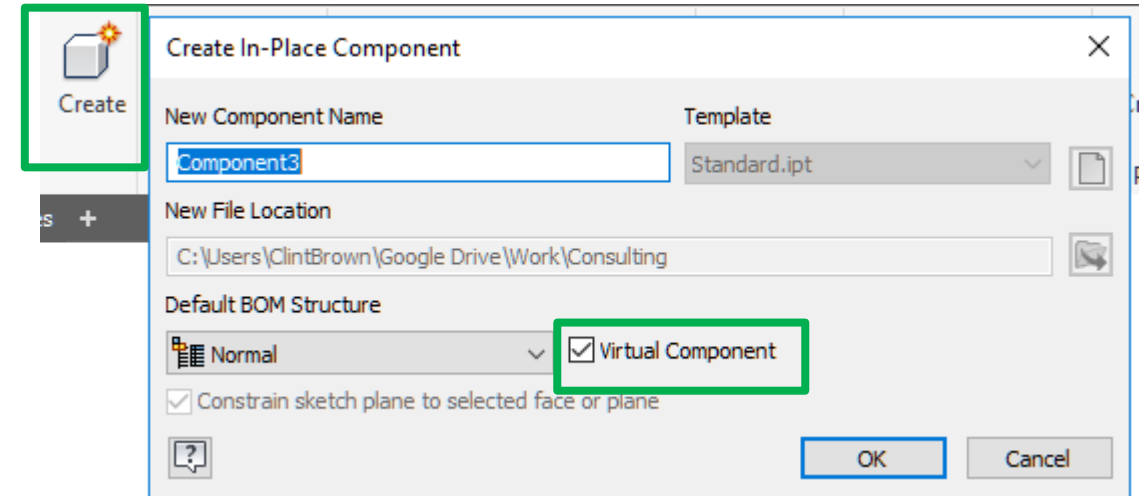 Create In-Place Component
Create
New Component Name
Template
Component3
Standard.ipt
New File Location
s +
C:\Users\ClintBrown\Google Drive\Work\Consulting
Default BOM Structure
Normal
Virtual Component
Constrain sketch plane to selected face or plane
?
OK
Cancel